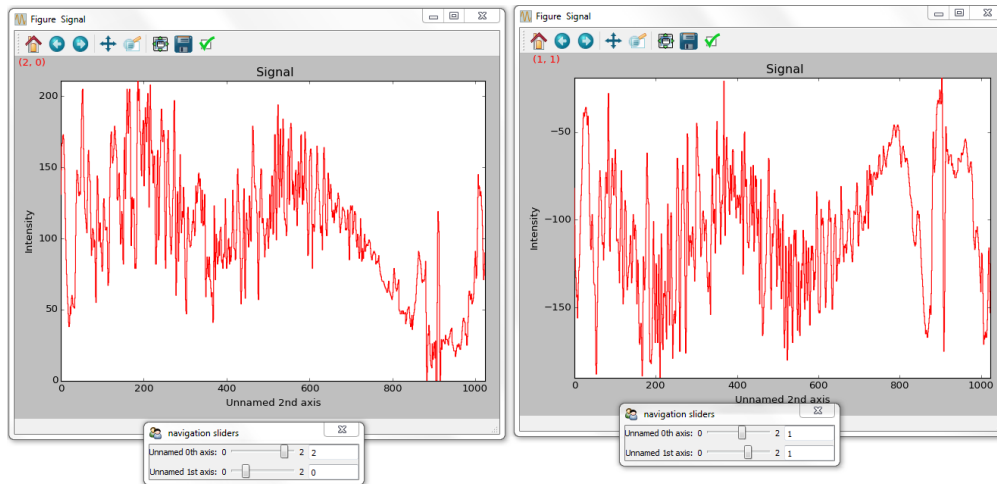 Figure Signal
(2, 0)
Signal
200
150
100
50
0
Intensity
0 200 400 600 800 1000
Unnamed 2nd axis
navigation sliders
Unnamed 0th axis: 0 2 2
Unnamed 1st axis: 0 2 0
Figure Signal
(1, 1)
Signal
−50
−100
−150
Intensity
0 200 400 600 800 1000
Unnamed 2nd axis
navigation sliders
Unnamed 0th axis: 0 2 1
Unnamed 1st axis: 0 2 1